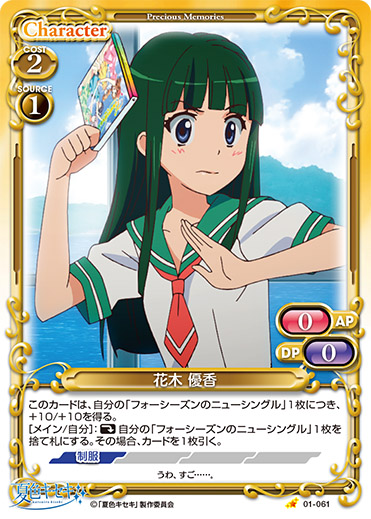 Precious Memories
Character
COST
2
SOURCE
1
0 AP
DP 0
花木 優香
このカードは、自分の「フォーシーズンのニューシングル」1枚につき、
+10/+10を得る。
[メイン/自分]:「フォーシーズンのニューシングル」1枚を
捨て札にする。その場合、カードを1枚引く。
制服
うわ、すご……。
夏色キセキ
©「夏色キセキ」製作委員会
01-061